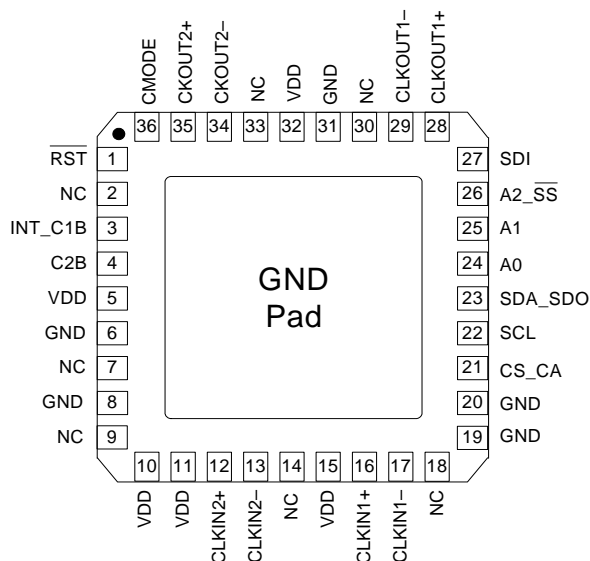 CMODE
CKOUT2+
CKOUT2–
NC
VDD
GND
NC
CLKOUT1–
CLKOUT1+
36 35 34 33 32 31 30 29 28
RST 1
NC 2
INT_C1B 3
C2B 4
VDD 5
GND 6
NC 7
GND 8
NC 9
GND
Pad
27 SDI
26 A2_SS
25 A1
24 A0
23 SDA_SDO
22 SCL
21 CS_CA
20 GND
19 GND
10 11 12 13 14 15 16 17 18
VDD
VDD
CLKIN2+
CLKIN2–
NC
VDD
CLKIN1+
CLKIN1–
NC